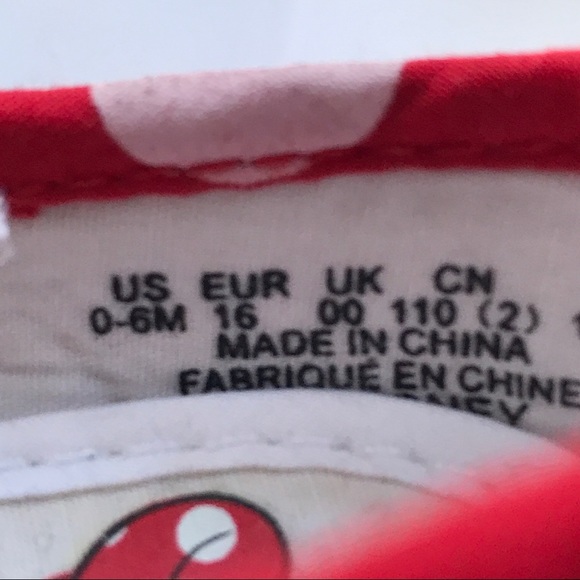 US EUR UK CN
0-6M 16 00 110 (2)
MADE IN CHINA
FABRIQUÉ EN CHINE